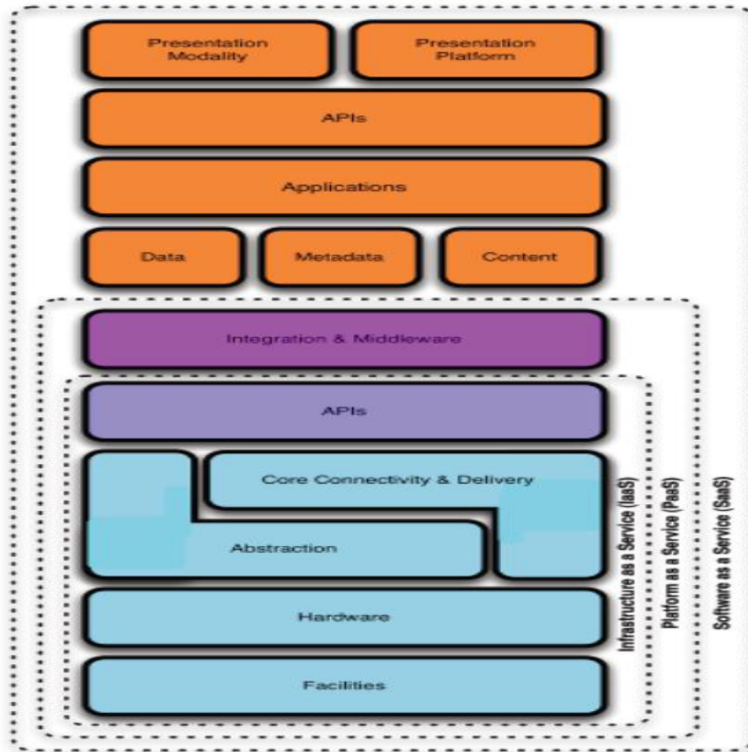 Presentation
Modality
Presentation
Platform
APIs
Applications
Data
Metadata
Content
Integration & Middleware
APIs
Core Connectivity & Delivery
Abstraction
Hardware
Facilities
Infrastructure as a Service (IaaS)
Platform as a Service (PaaS)
Software as a Service (SaaS)